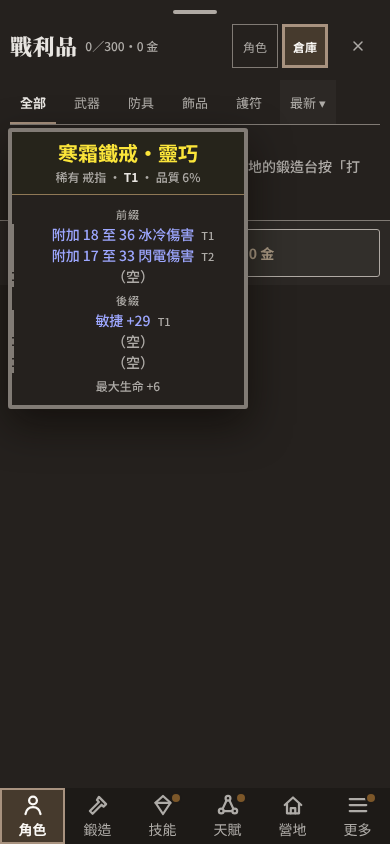 戰利品
0／300・0 金
角色
倉庫
×
全部
武器
防具
飾品
護符
最新 ▾
寒霜鐵戒・靈巧
稀有 戒指 ・ T1 ・ 品質 6%
前綴
附加 18 至 36 冰冷傷害 T1
附加 17 至 33 閃電傷害 T2
（空）
後綴
敏捷 +29 T1
（空）
（空）
最大生命 +6
地的鍛造台按「打
0 金
角色
鍛造
技能
天賦
營地
更多